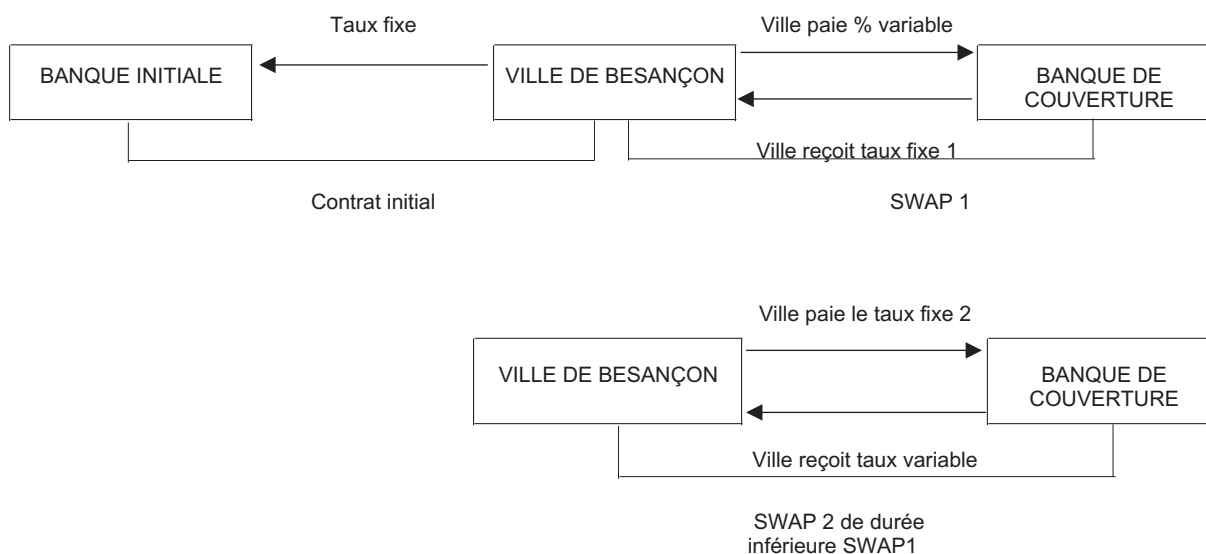 Taux fixe
Ville paie % variable
BANQUE INITIALE
VILLE DE BESANÇON
BANQUE DE
COUVERTURE
Ville reçoit taux fixe 1
Contrat initial
SWAP 1
Ville paie le taux fixe 2
VILLE DE BESANÇON
BANQUE DE
COUVERTURE
Ville reçoit taux variable
SWAP 2 de durée
inférieure SWAP1